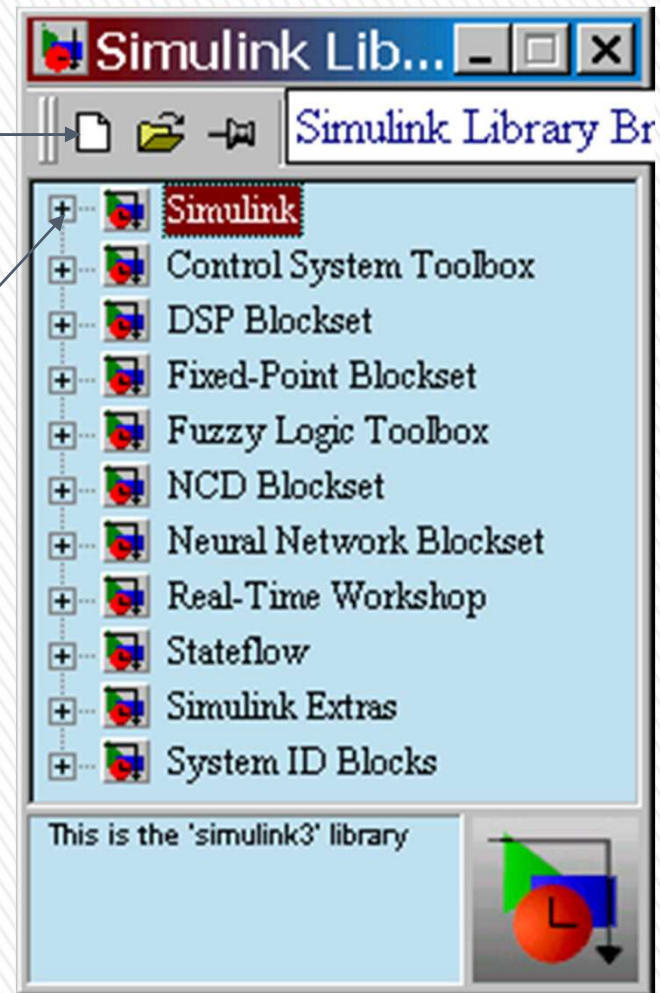 Simulink Lib...
Simulink Library Br
Simulink
Control System Toolbox
DSP Blockset
Fixed-Point Blockset
Fuzzy Logic Toolbox
NCD Blockset
Neural Network Blockset
Real-Time Workshop
Stateflow
Simulink Extras
System ID Blocks
This is the 'simulink3' library